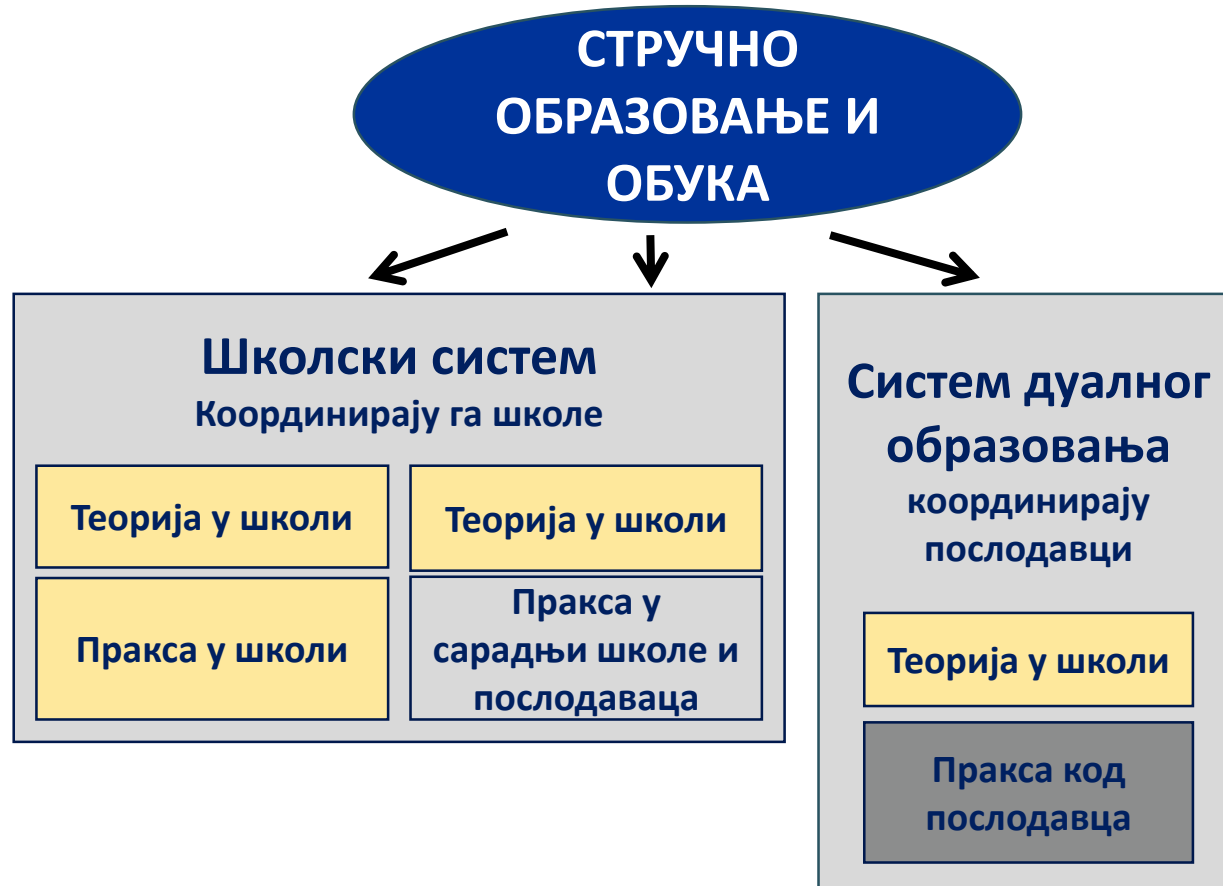 СТРУЧНО
ОБРАЗОВАЊЕ И
ОБУКА
Школски систем
Координирају га школе
Теорија у школи
Пракса у школи
Теорија у школи
Пракса у
сарадњи школе и
послодаваца
Систем дуалног
образовања
координирају
послодавци
Теорија у школи
Пракса код
послодавца